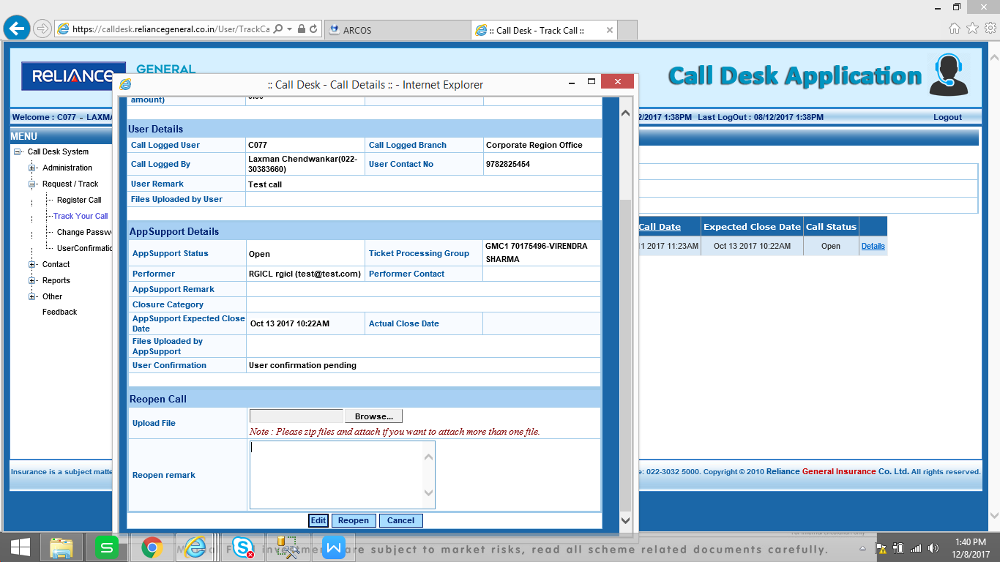 https://calldesk.reliancegeneral.co.in/User/TrackCa
ARCOS
:: Call Desk - Track Call ::
RELIANCE
GENERAL
Call Desk Application
:: Call Desk - Call Details :: - Internet Explorer
Welcome : C077 - LAXMA
2/2017 1:38PM Last LogOut : 08/12/2017 1:38PM
Logout
MENU
Call Desk System
Administration
Request / Track
Register Call
Track Your Call
Change Passw
UserConfirmatio
Contact
Reports
Other
Feedback
amount)
User Details
Call Logged User C077 Call Logged Branch Corporate Region Office
Call Logged By Laxman Chendwankar(022-
30383660) User Contact No 9782825454
User Remark Test call
Files Uploaded by User
AppSupport Details
AppSupport Status Open Ticket Processing Group GMC1 70175496-VIRENDRA
SHARMA
Performer RGICL rgicl (test@test.com) Performer Contact
AppSupport Remark
Closure Category
AppSupport Expected Close
Date Oct 13 2017 10:22AM Actual Close Date
Files Uploaded by
AppSupport
User Confirmation User confirmation pending
Reopen Call
Upload File Browse...
Note : Please zip files and attach if you want to attach more than one file.
Reopen remark
Edit Reopen Cancel
Call Date Expected Close Date Call Status
1 2017 11:23AM Oct 13 2017 10:22AM Open Details
Insurance is a subject matte
e: 022-3032 5000. Copyright © 2010 Reliance General Insurance Co. Ltd. All rights reserved.
For internal circulation only
are subject to market risks, read all scheme related documents carefully.
S
W
1:40 PM
12/8/2017